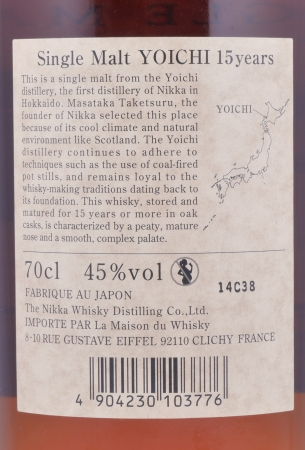 Single Malt YOICHI 15years
This is a single malt from the Yoichi
distillery, the first distillery of Nikka in
Hokkaido. Masataka Taketsuru, the
founder of Nikka selected this place
because of its cool climate and natural
environment like Scotland. The Yoichi
distillery continues to adhere to
techniques such as the use of coal-fired
pot stills, and remains loyal to the
whisky-making traditions dating back to
its foundation. This whisky, stored and
matured for 15 years or more in oak
casks, is characterized by a peaty, mature
nose and a smooth, complex palate.
YOICHI
70cl 45%vol
14C38
FABRIQUE AU JAPON
The Nikka Whisky Distilling Co.,Ltd.
IMPORTE PAR La Maison du Whisky
8-10 RUE GUSTAVE EIFFEL 92110 CLICHY FRANCE
4 904230 103776